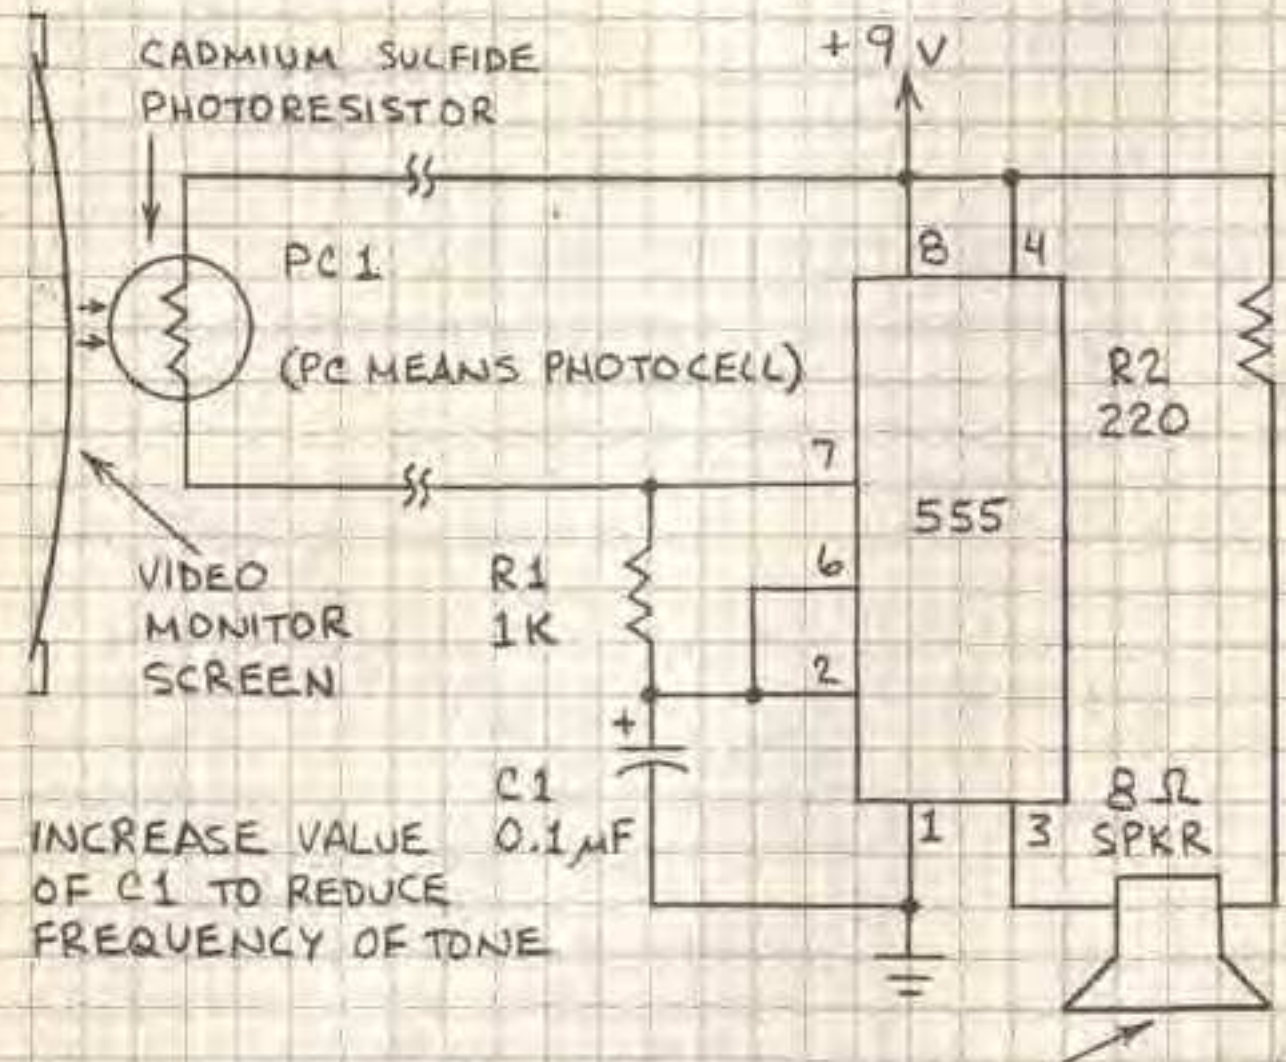 CADMIUM SULFIDE
PHOTORESISTOR
+9V
PC1
(PC MEANS PHOTOCELL)
8
4
R2
220
7
555
6
2
R1
1K
VIDEO
MONITOR
SCREEN
+
C1
0.1µF
1
3
8Ω
SPKR
INCREASE VALUE
OF C1 TO REDUCE
FREQUENCY OF TONE